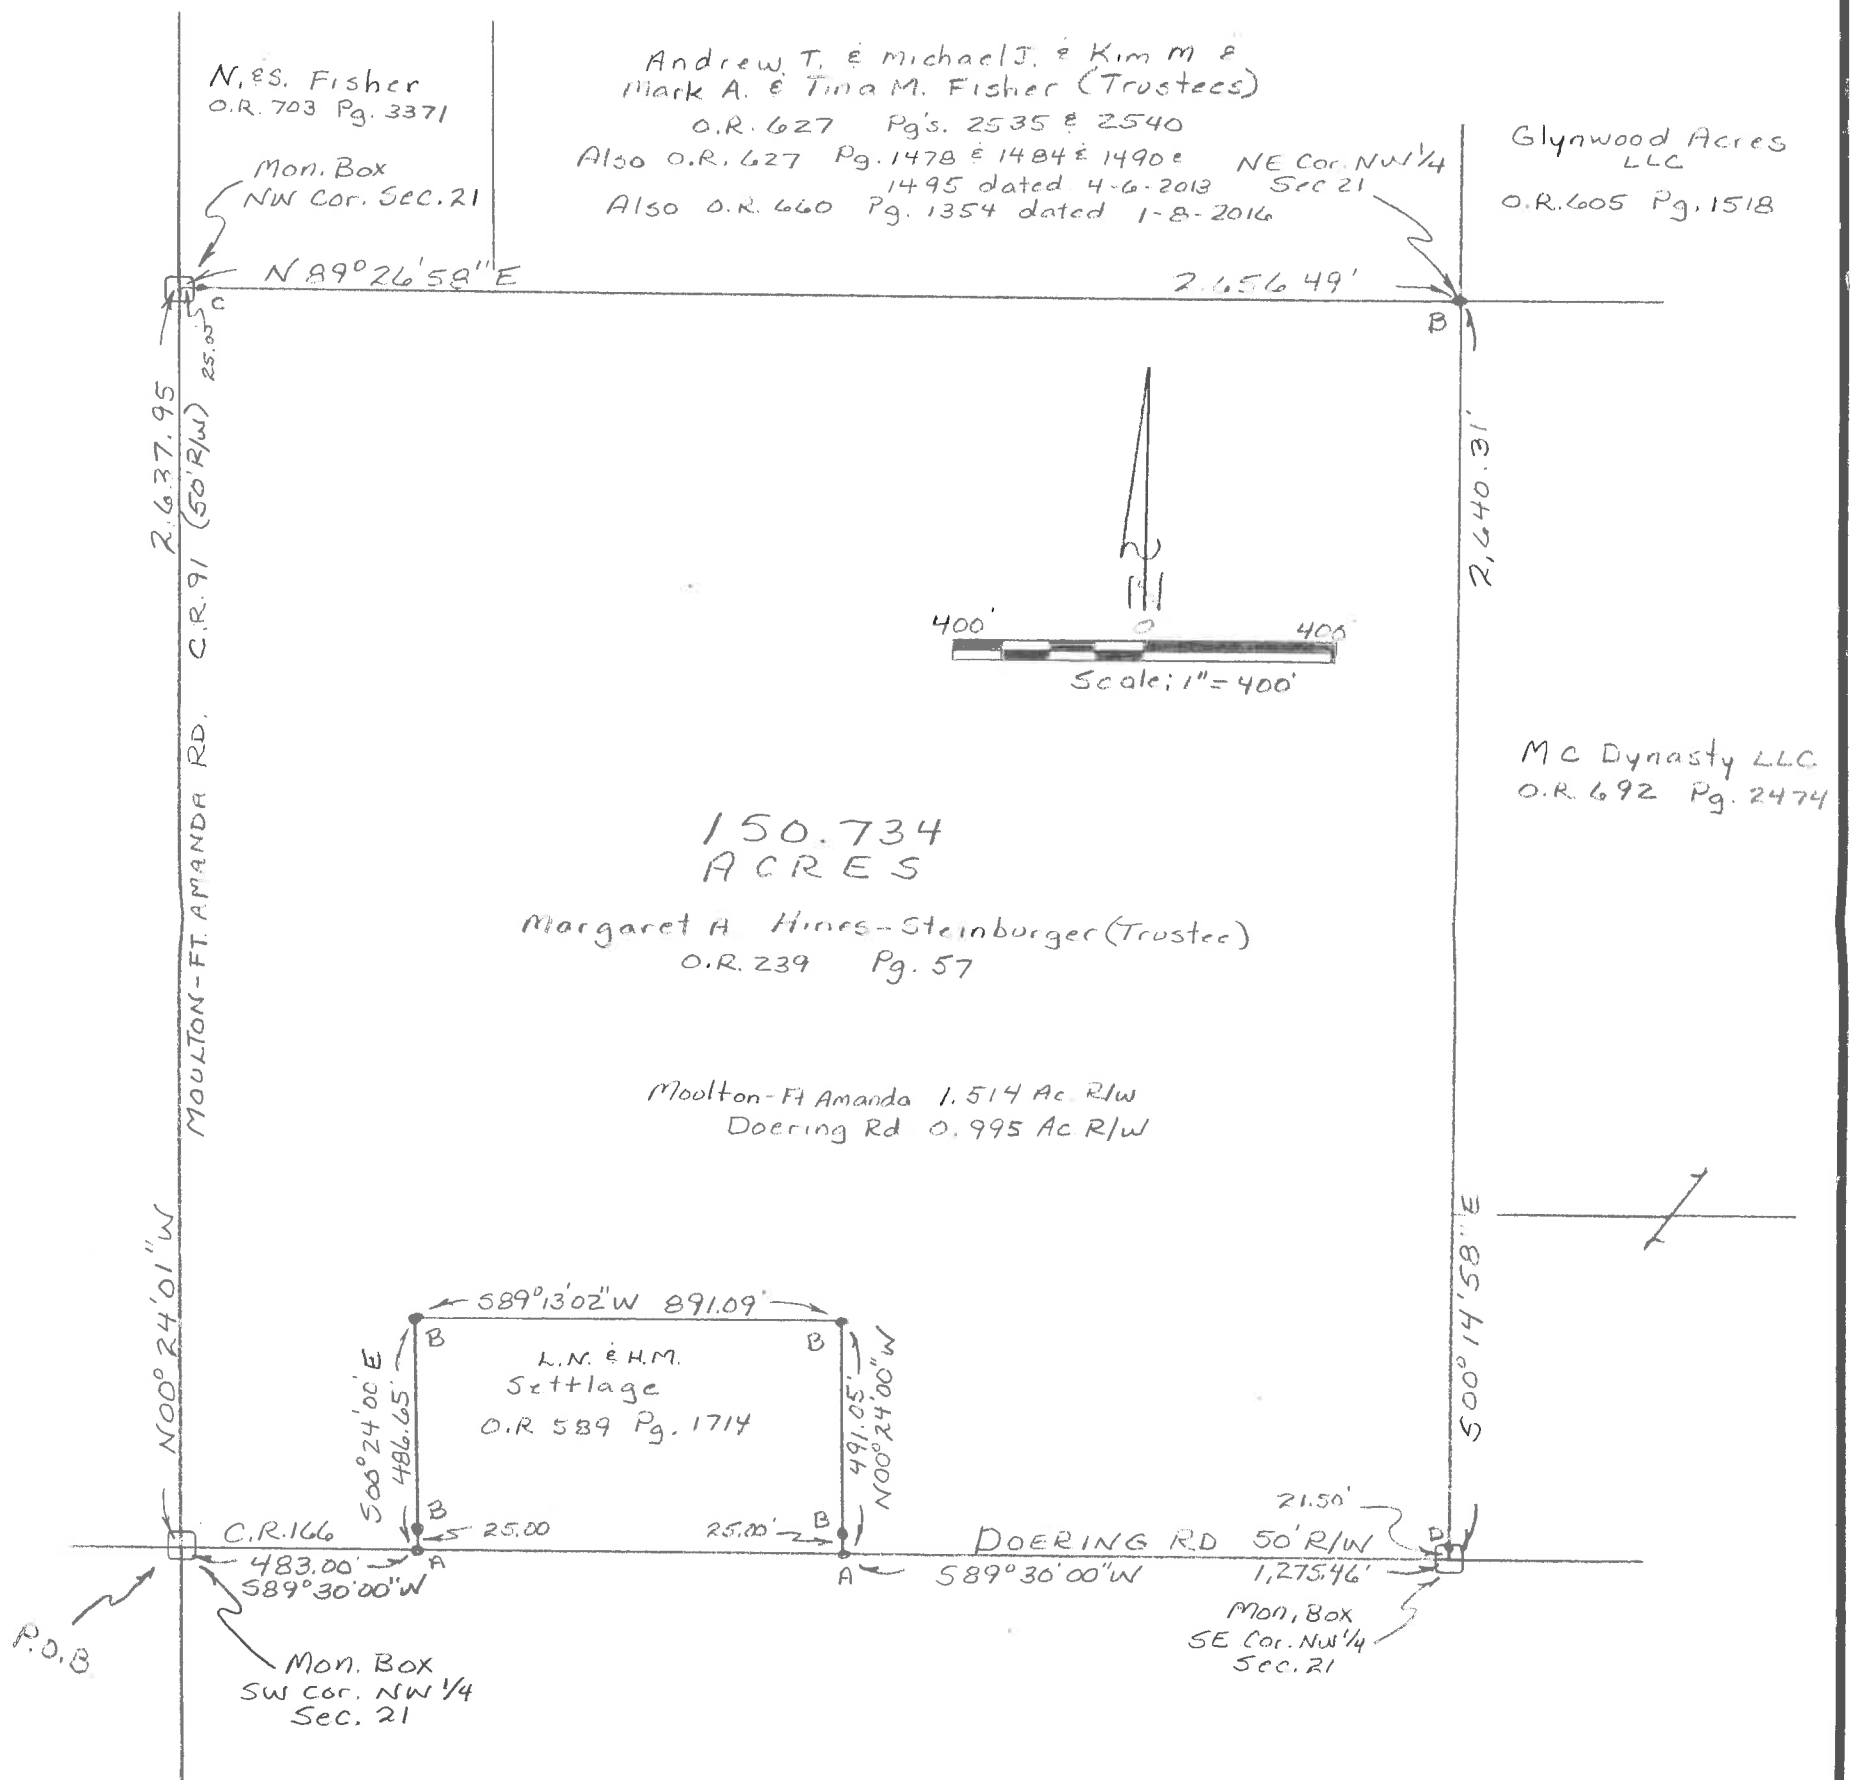 N. & S. Fisher
O.R. 703 Pg. 3371
Andrew T. & Michael J. & Kim M &
Mark A. & Tina M. Fisher (Trustees)
O.R. 627 Pg's. 2535 & 2540
Also O.R. 627 Pg. 1478 & 1484 & 1490 &
1495 dated 4-6-2013
Also O.R. 660 Pg. 1354 dated 1-8-2016
NE Cor. NW 1/4
Sec 21
Glynwood Acres
LLC
O.R. 605 Pg. 1518
Mon. Box
NW Cor. Sec. 21
N 89° 26' 58" E
2,656.49'
C
25.00
B
2,637.95
C.R. 91 (50' R/W)
MOULTON-FT. AMANDA RD.
N00° 24' 01" W
2,640.31'
400'
0
400'
Scale; 1" = 400'
MC Dynasty LLC
O.R. 692 Pg. 2474
150.734
ACRES
Margaret A Hines-Steinburger (Trustee)
O.R. 239 Pg. 57
Moulton-Ft Amanda 1.514 Ac R/W
Doering Rd 0.995 Ac R/W
S00° 14' 58" E
S89° 13' 02" W 891.09'
B
B
L.N. & H.M.
Settlage
O.R 589 Pg. 1714
S00° 24' 00" E
486.65'
491.05'
N00° 24' 00" W
B
25.00
25.00'
B
21.50'
D
C.R. 166
DOERING RD 50' R/W
483.00'
A
S89° 30' 00" W
A
S89° 30' 00" W
1,275.46'
P.O.B
Mon. Box
SW Cor. NW 1/4
Sec. 21
Mon. Box
SE Cor. NW 1/4
Sec. 21